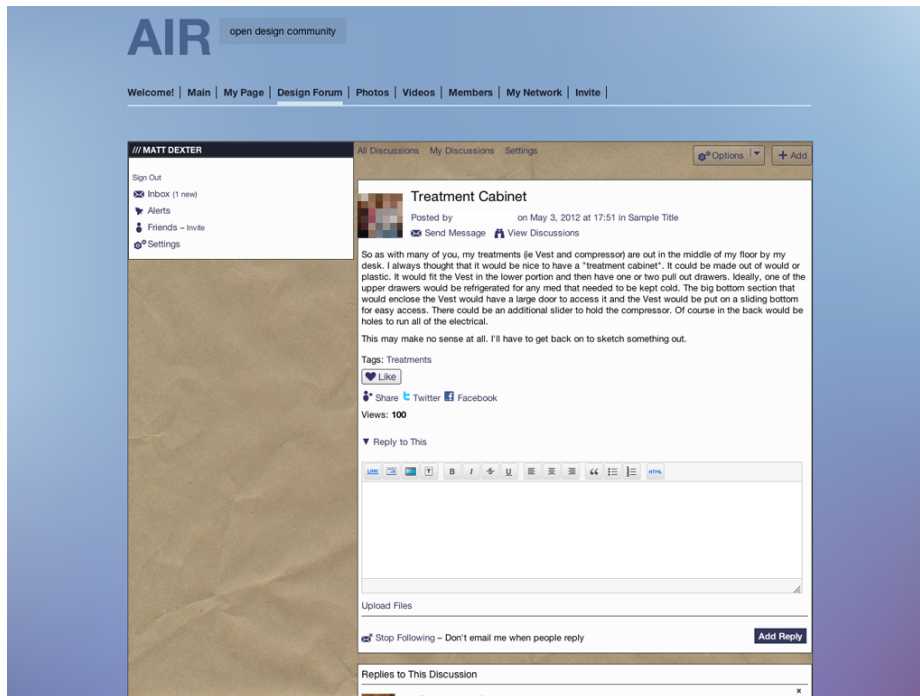 AIR
open design community
Welcome! | Main | My Page | Design Forum | Photos | Videos | Members | My Network | Invite |
/// MATT DEXTER
Sign Out
Inbox (1 new)
Alerts
Friends – Invite
Settings
All Discussions My Discussions Settings
Options
+ Add
Treatment Cabinet
Posted by on May 3, 2012 at 17:51 in Sample Title
Send Message View Discussions
So as with many of you, my treatments (ie Vest and compressor) are out in the middle of my floor by my
desk. I always thought that it would be nice to have a "treatment cabinet". It could be made out of would or
plastic. It would fit the Vest in the lower portion and then have one or two pull out drawers. Ideally, one of the
upper drawers would be refrigerated for any med that needed to be kept cold. The big bottom section that
would enclose the Vest would have a large door to access it and the Vest would be put on a sliding bottom
for easy access. There could be an additional slider to hold the compressor. Of course in the back would be
holes to run all of the electrical.
This may make no sense at all. I'll have to get back on to sketch something out.
Tags: Treatments
Like
Share Twitter Facebook
Views: 100
▼ Reply to This
LINK T B I S U “ HTML
Upload Files
Stop Following – Don't email me when people reply
Add Reply
Replies to This Discussion
x